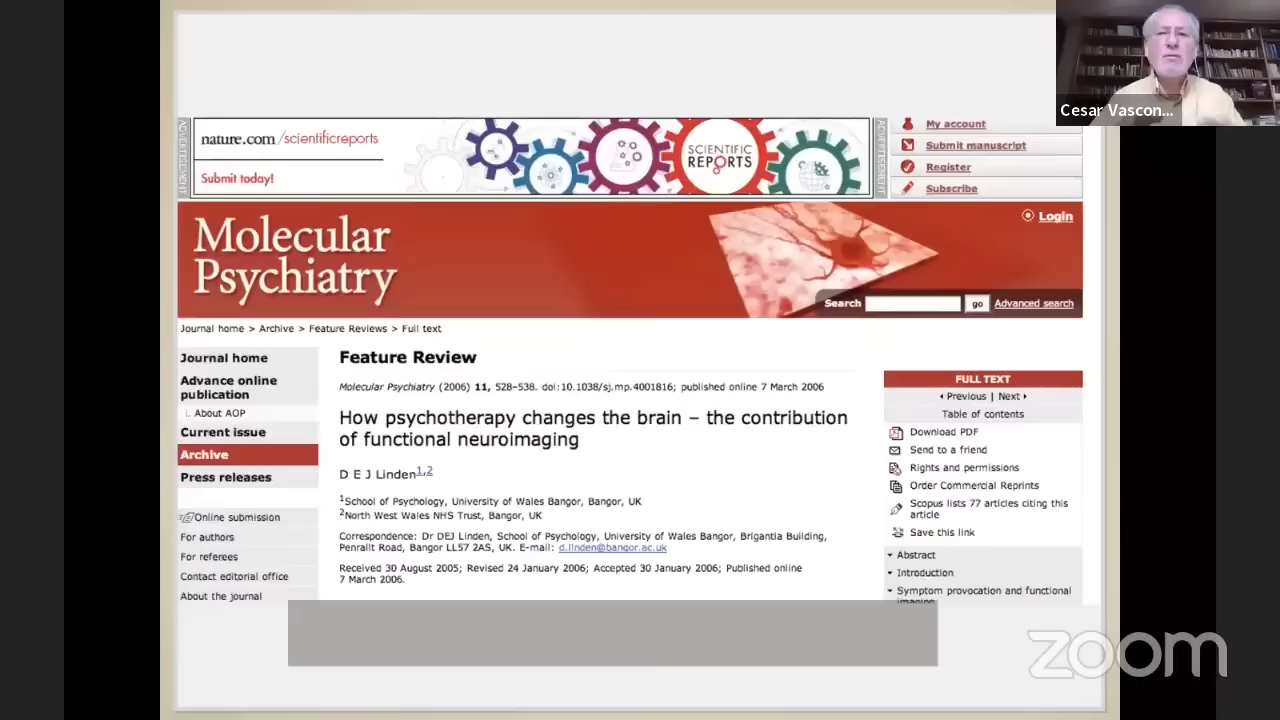 Cesar Vascon...
ADVERTISEMENT
nature.com/scientificreports
Submit today!
SCIENTIFIC
REPORTS
ADVERTISEMENT
My account
Submit manuscript
Register
Subscribe
Molecular
Psychiatry
Login
Search go Advanced search
Journal home > Archive > Feature Reviews > Full text
Journal home
Advance online
publication
About AOP
Current issue
Archive
Press releases
Online submission
For authors
For referees
Contact editorial office
About the journal
Feature Review
Molecular Psychiatry (2006) 11, 528–538. doi:10.1038/sj.mp.4001816; published online 7 March 2006
How psychotherapy changes the brain – the contribution
of functional neuroimaging
D E J Linden1,2
1School of Psychology, University of Wales Bangor, Bangor, UK
2North West Wales NHS Trust, Bangor, UK
Correspondence: Dr DEJ Linden, School of Psychology, University of Wales Bangor, Brigantia Building,
Penrallt Road, Bangor LL57 2AS, UK. E-mail: d.linden@bangor.ac.uk
Received 30 August 2005; Revised 24 January 2006; Accepted 30 January 2006; Published online
7 March 2006.
FULL TEXT
Previous | Next
Table of contents
Download PDF
Send to a friend
Rights and permissions
Order Commercial Reprints
Scopus lists 77 articles citing this
article
Save this link
Abstract
Introduction
Symptom provocation and functional
imaging
zoom